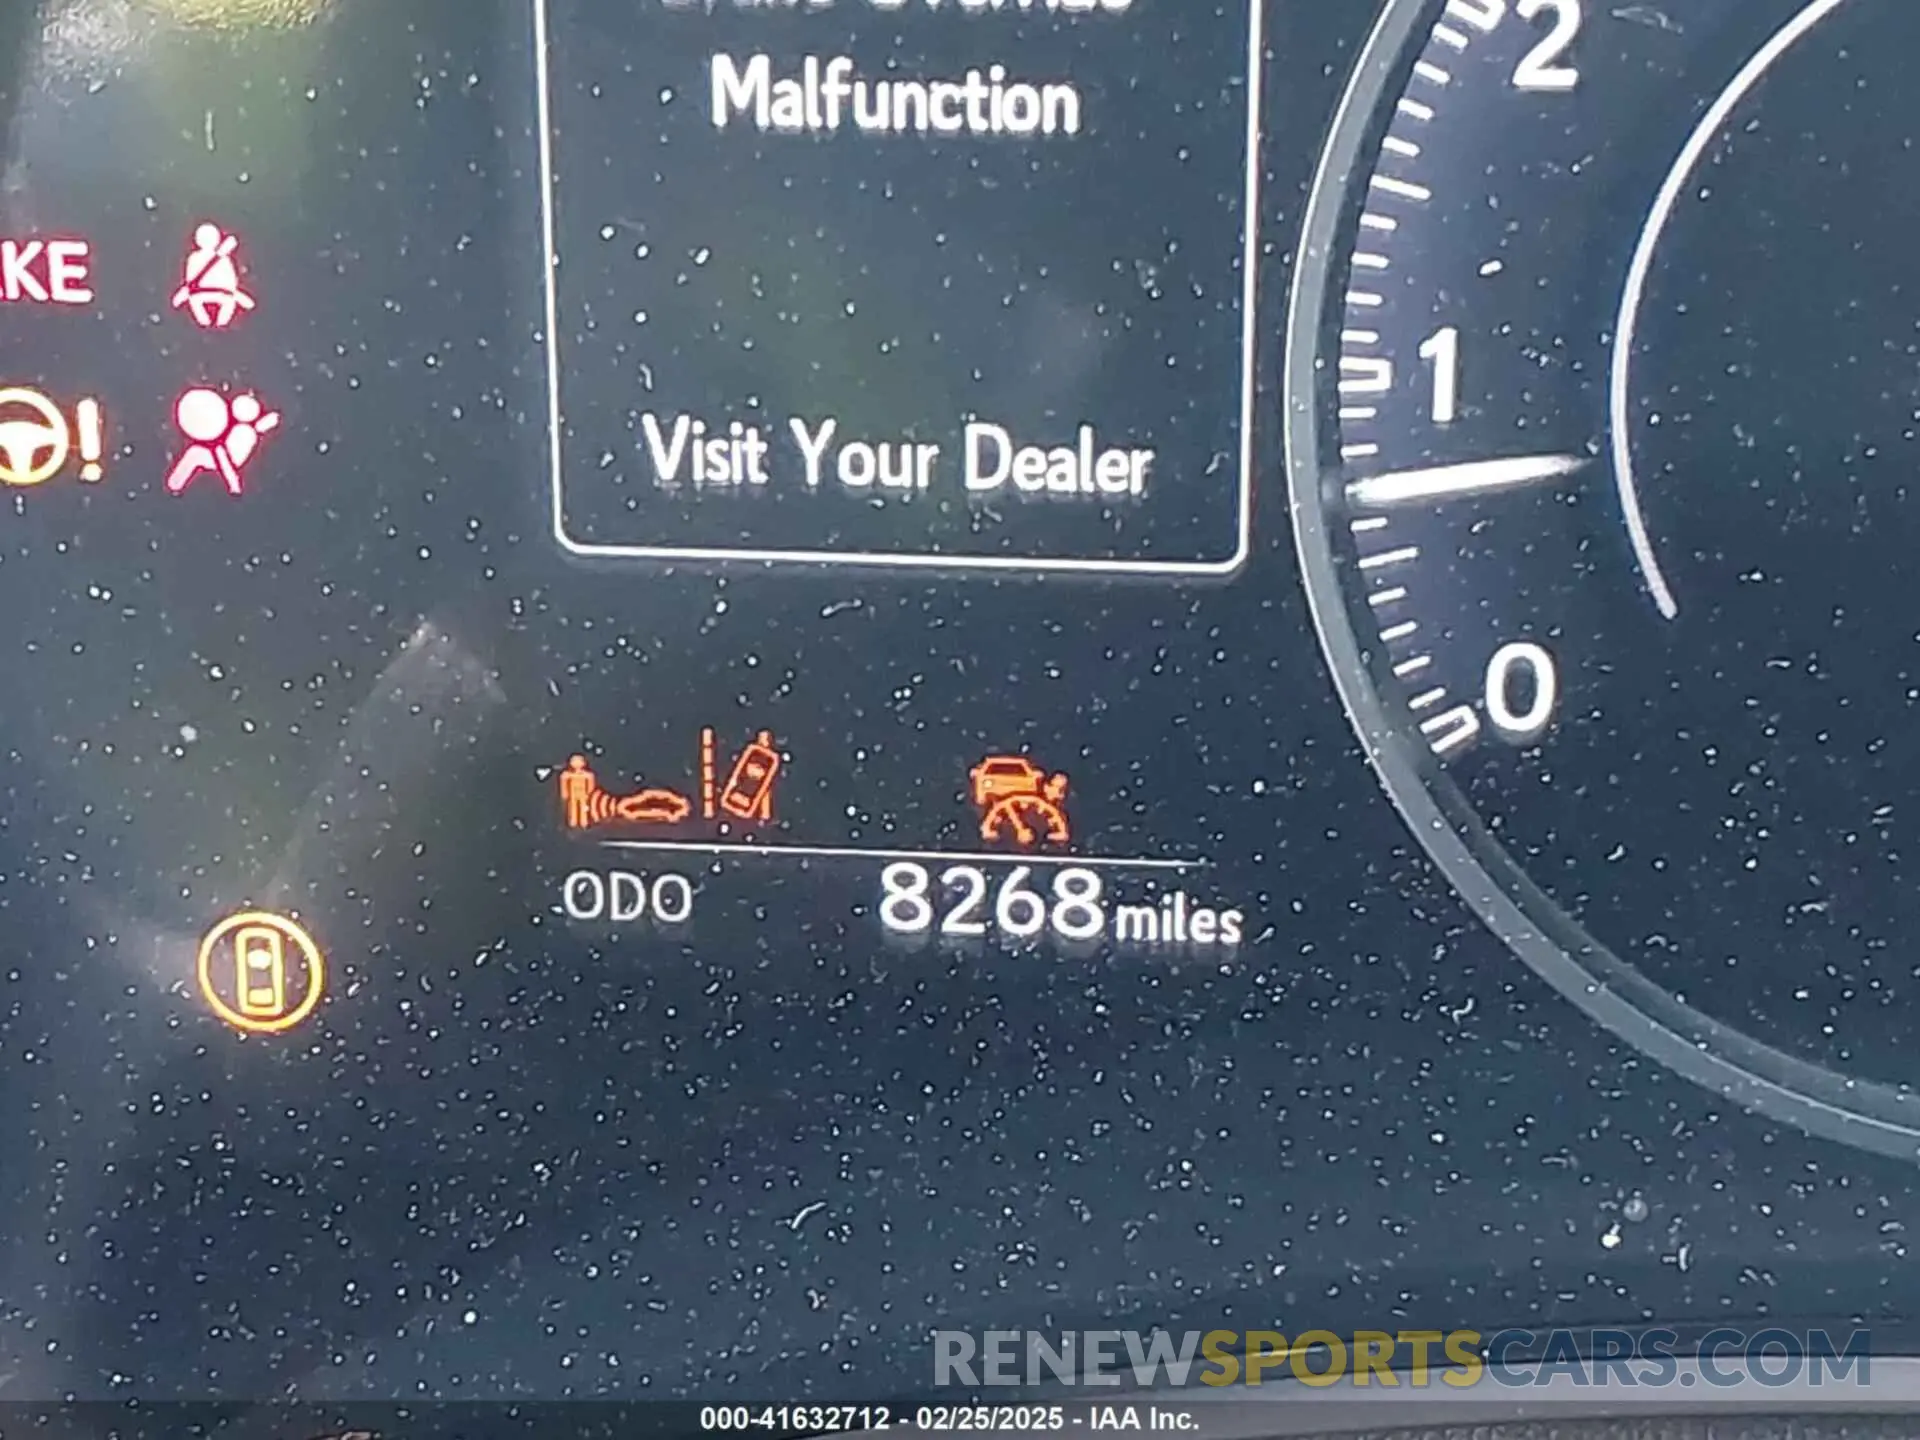 Malfunction
Visit Your Dealer
KE
!
2
1
0
ODO 8268 miles
RENEWSPORTSCARS.COM
000-41632712 - 02/25/2025 - IAA Inc.